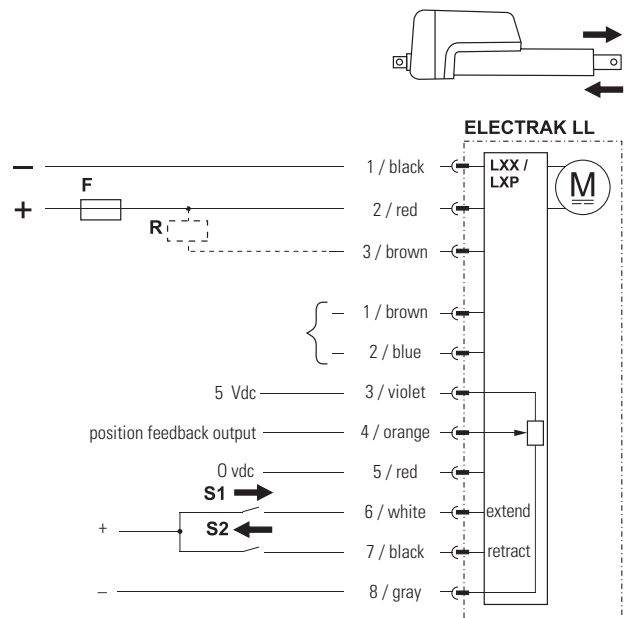 ELECTRAK LL
– 1 / black LXX / LXP M
F
+ 2 / red
R
3 / brown
1 / brown
2 / blue
5 Vdc 3 / violet
position feedback output 4 / orange
0 vdc 5 / red
S1
6 / white extend
+ S2
7 / black retract
– 8 / gray